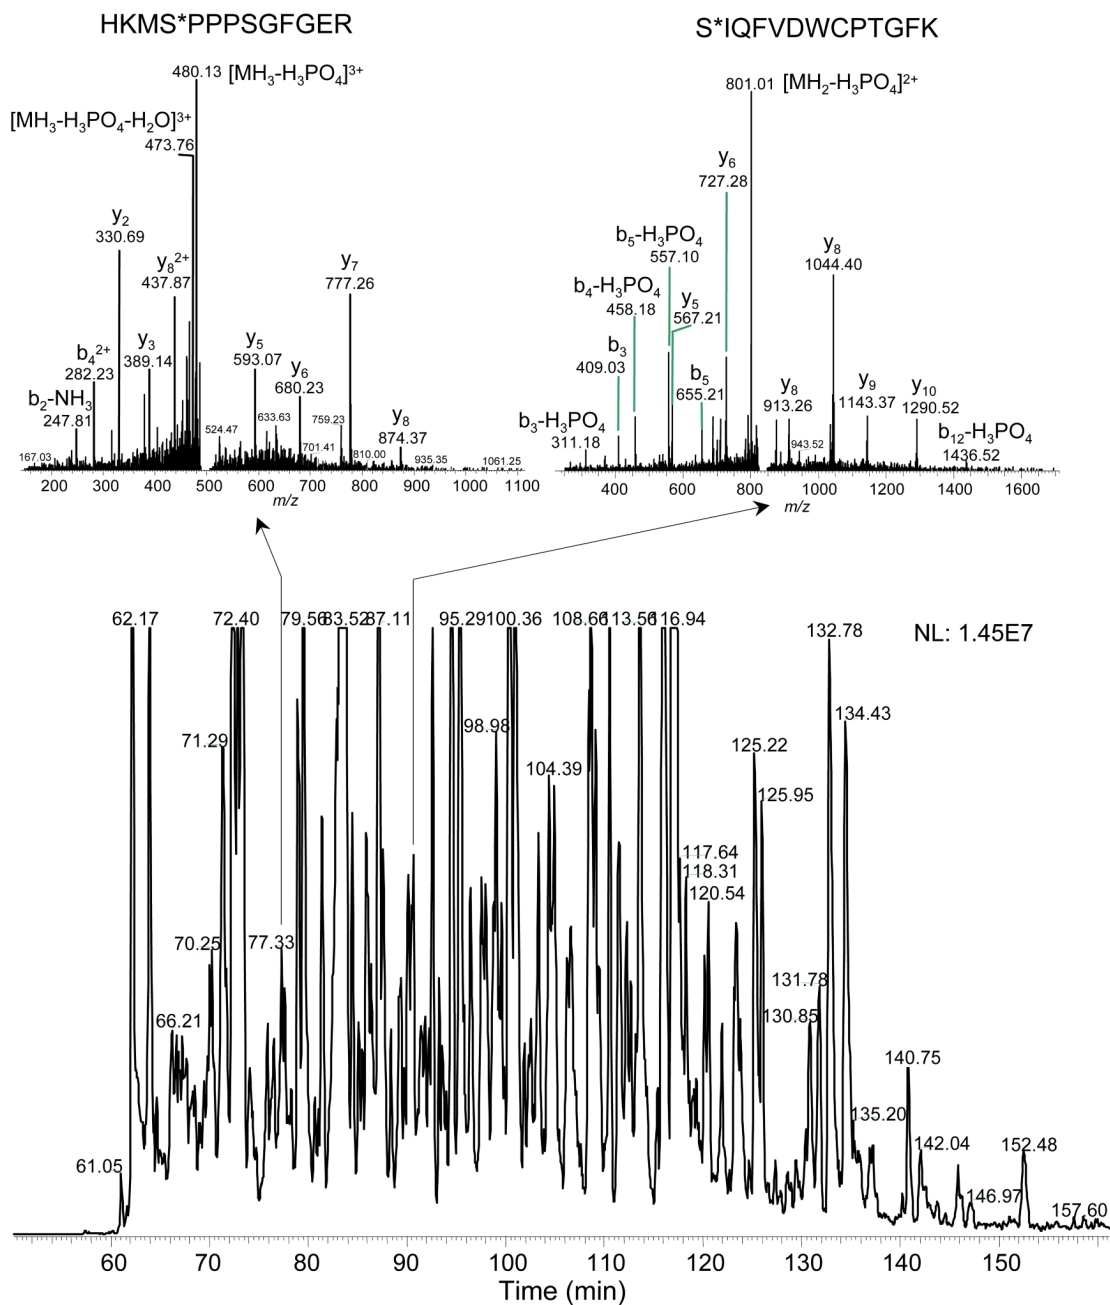 HKMS*PPPSGFGER
480.13 [MH₃-H₃PO₄]³⁺
[MH₃-H₃PO₄-H₂O]³⁺
473.76
y₂
330.69
y₈²⁺
437.87
y₇
777.26
b₄²⁺
282.23
y₃
389.14
y₅
593.07
y₆
680.23
b₂-NH₃
247.81
524.47
633.63
759.23
y₈
874.37
167.03
701.41
810.00
935.35
1061.25
200 300 400 500 600 700 800 900 1000 1100
m/z
S*IQFVDWCPTGFK
801.01 [MH₂-H₃PO₄]²⁺
y₆
727.28
b₅-H₃PO₄
557.10
y₈
1044.40
b₄-H₃PO₄
458.18
y₅
567.21
b₃
409.03
b₅
655.21
y₈
913.26
y₉
1143.37
y₁₀
1290.52
b₃-H₃PO₄
311.18
943.52
b₁₂-H₃PO₄
1436.52
400 600 800 1000 1200 1400 1600
m/z
62.17 72.40 79.56 83.52 87.11 95.29 100.36 108.66 113.56 116.94
NL: 1.45E7
132.78
134.43
71.29
98.98
104.39
125.22
125.95
117.64
118.31
120.54
70.25
77.33
131.78
130.85
66.21
140.75
135.20
142.04
152.48
61.05
146.97
157.60
60 70 80 90 100 110 120 130 140 150
Time (min)